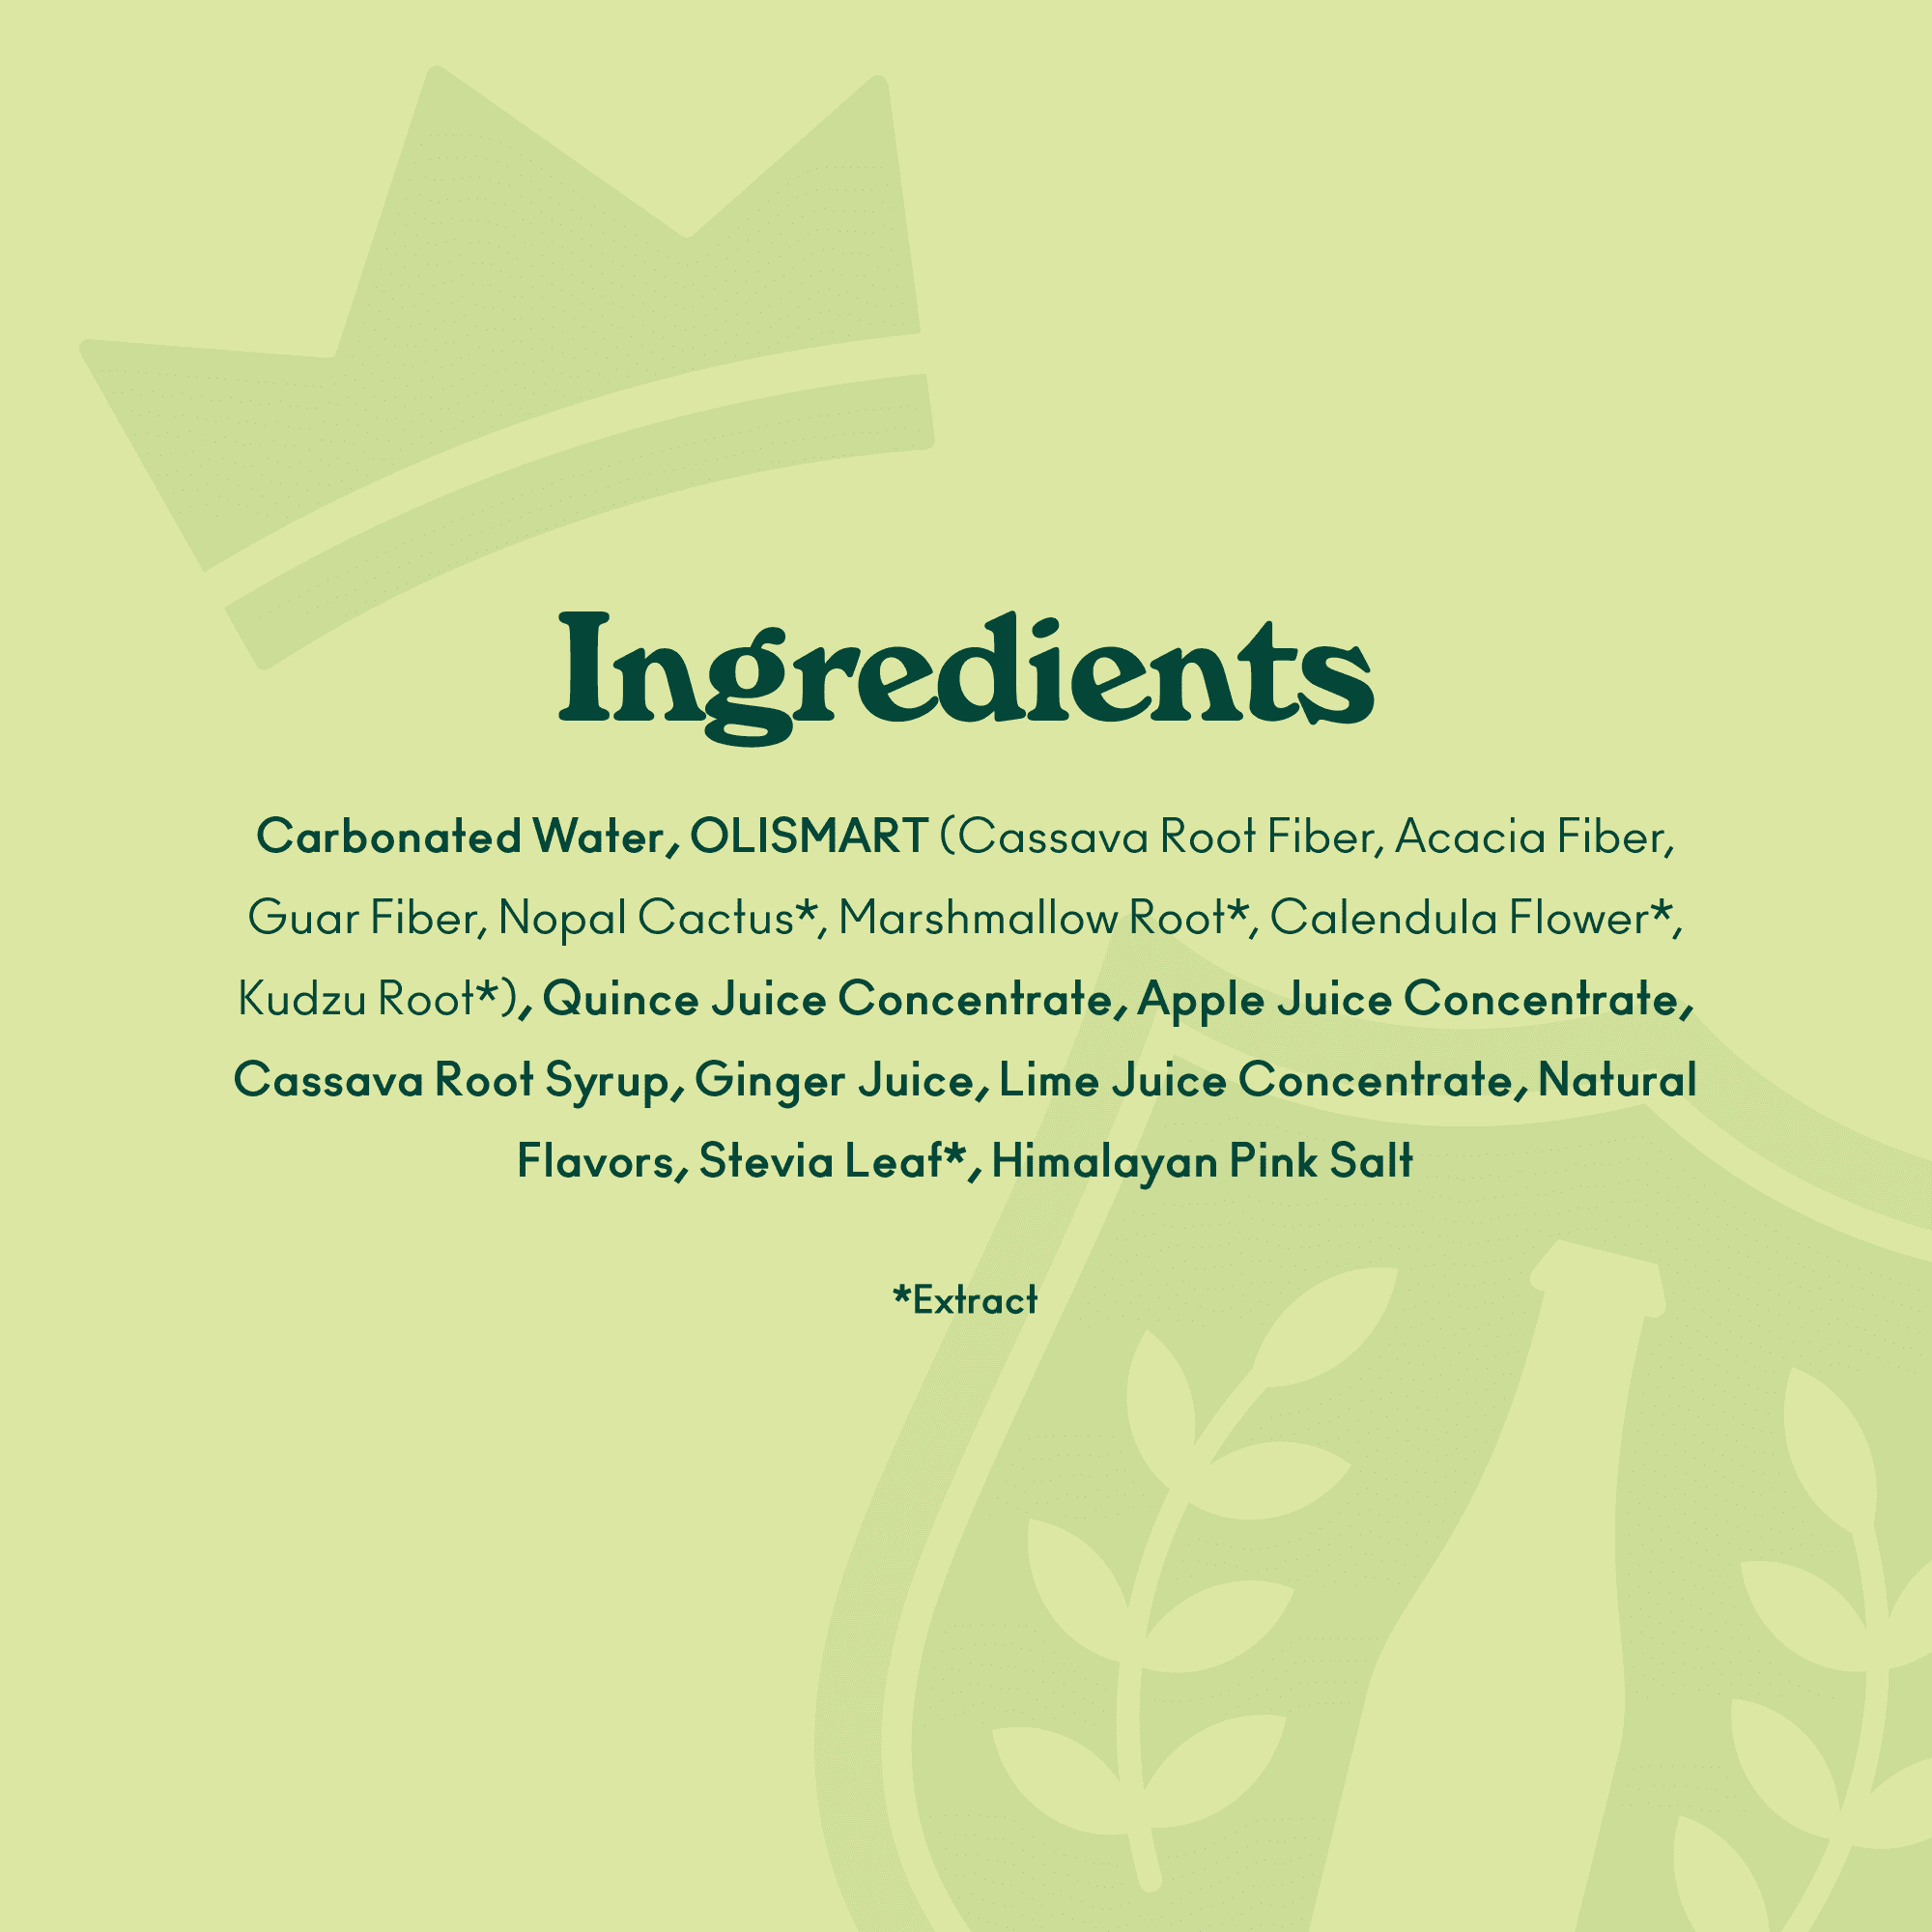 Ingredients
Carbonated Water, OLISMART (Cassava Root Fiber, Acacia Fiber,
Guar Fiber, Nopal Cactus*, Marshmallow Root*, Calendula Flower*,
Kudzu Root*), Quince Juice Concentrate, Apple Juice Concentrate,
Cassava Root Syrup, Ginger Juice, Lime Juice Concentrate, Natural
Flavors, Stevia Leaf*, Himalayan Pink Salt
*Extract